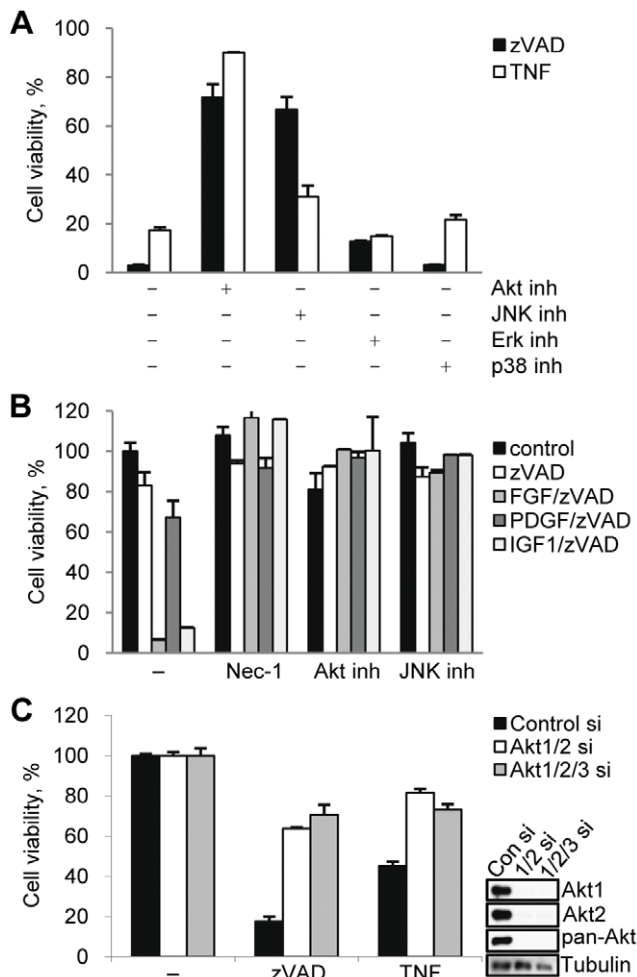 A
Cell viability, %
100
80
60
40
20
0
zVAD
TNF
– + – – – Akt inh
– – + – – JNK inh
– – – + – Erk inh
– – – – + p38 inh
B
Cell viability, %
120
100
80
60
40
20
0
control
zVAD
FGF/zVAD
PDGF/zVAD
IGF1/zVAD
– Nec-1 Akt inh JNK inh
C
Cell viability, %
120
100
80
60
40
20
0
Control si
Akt1/2 si
Akt1/2/3 si
– zVAD TNF
Con si
1/2 si
1/2/3 si
Akt1
Akt2
pan-Akt
Tubulin